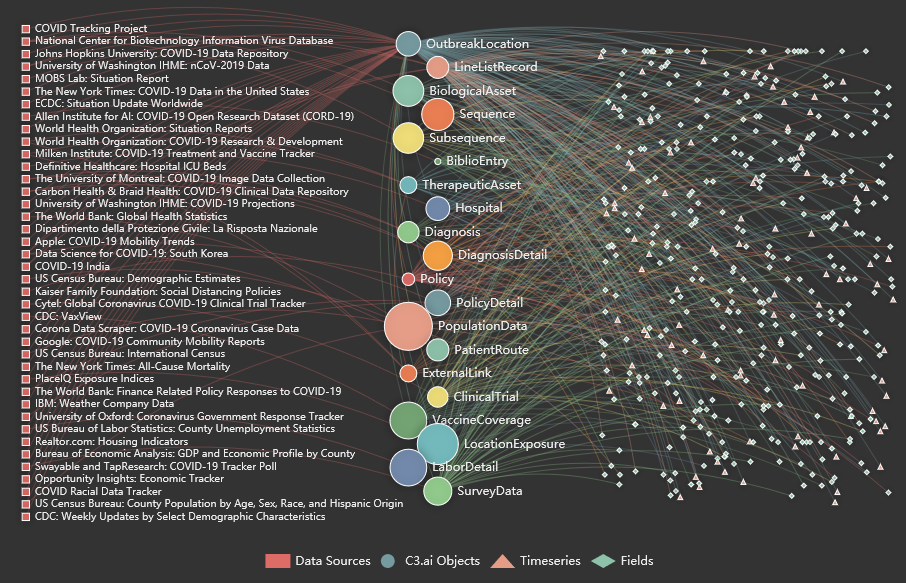 COVID Tracking Project
National Center for Biotechnology Information Virus Database
Johns Hopkins University: COVID-19 Data Repository
University of Washington IHME: nCoV-2019 Data
MOBS Lab: Situation Report
The New York Times: COVID-19 Data in the United States
ECDC: Situation Update Worldwide
Allen Institute for AI: COVID-19 Open Research Dataset (CORD-19)
World Health Organization: Situation Reports
World Health Organization: COVID-19 Research & Development
Milken Institute: COVID-19 Treatment and Vaccine Tracker
Definitive Healthcare: Hospital ICU Beds
The University of Montreal: COVID-19 Image Data Collection
Carbon Health & Braid Health: COVID-19 Clinical Data Repository
University of Washington IHME: COVID-19 Projections
The World Bank: Global Health Statistics
Dipartimento della Protezione Civile: La Risposta Nazionale
Apple: COVID-19 Mobility Trends
Data Science for COVID-19: South Korea
COVID-19 India
US Census Bureau: Demographic Estimates
Kaiser Family Foundation: Social Distancing Policies
Cytel: Global Coronavirus COVID-19 Clinical Trial Tracker
CDC: VaxView
Corona Data Scraper: COVID-19 Coronavirus Case Data
Google: COVID-19 Community Mobility Reports
US Census Bureau: International Census
The New York Times: All-Cause Mortality
PlaceIQ Exposure Indices
The World Bank: Finance Related Policy Responses to COVID-19
IBM: Weather Company Data
University of Oxford: Coronavirus Government Response Tracker
US Bureau of Labor Statistics: County Unemployment Statistics
Realtor.com: Housing Indicators
Bureau of Economic Analysis: GDP and Economic Profile by County
Swayable and TapResearch: COVID-19 Tracker Poll
Opportunity Insights: Economic Tracker
COVID Racial Data Tracker
US Census Bureau: County Population by Age, Sex, Race, and Hispanic Origin
CDC: Weekly Updates by Select Demographic Characteristics
OutbreakLocation
LineListRecord
BiologicalAsset
Sequence
Subsequence
BiblioEntry
TherapeuticAsset
Hospital
Diagnosis
DiagnosisDetail
Policy
PolicyDetail
PopulationData
PatientRoute
ExternalLink
ClinicalTrial
VaccineCoverage
LocationExposure
LaborDetail
SurveyData
Data Sources
C3.ai Objects
Timeseries
Fields